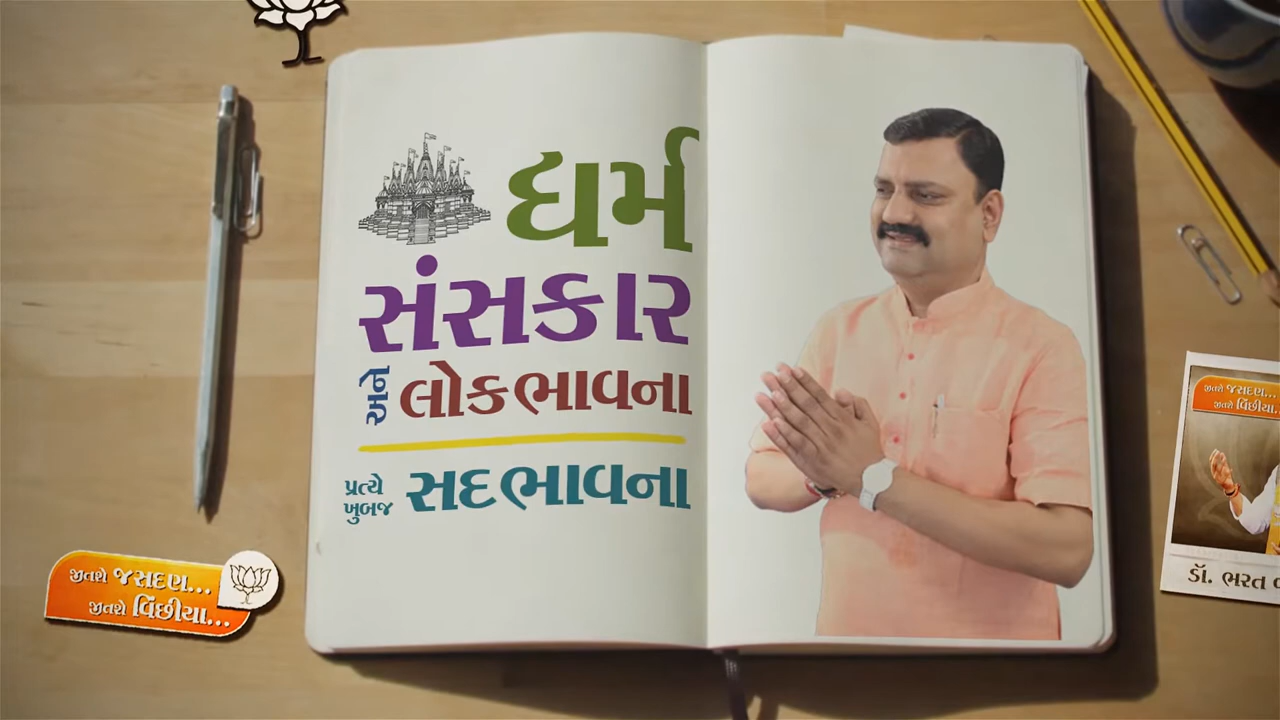 ધર્મ
સંસકાર
અને લોકભાવના
પ્રત્યે
ખુબજ
સદભાવના
જીતશે જસદણ...
જીતશે વિંછીયા...
જીતશે જસદણ...
જીતશે વિંછીયા...
ડૉ. ભરત